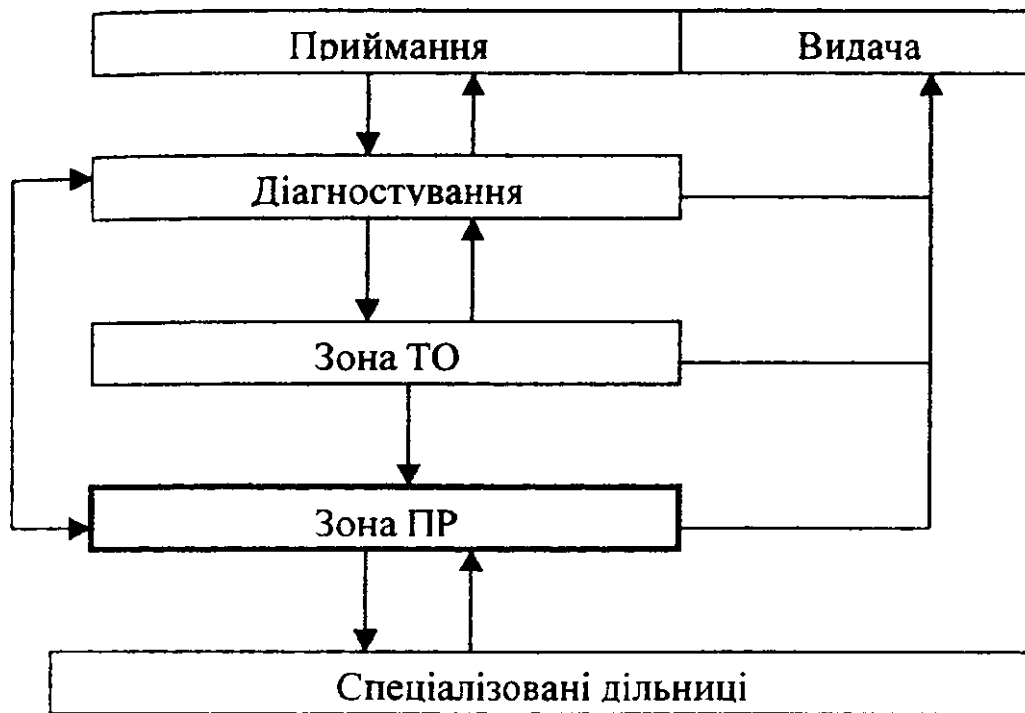 Приймання
Видача
Діагностування
Зона ТО
Зона ПР
Спеціалізовані дільниці